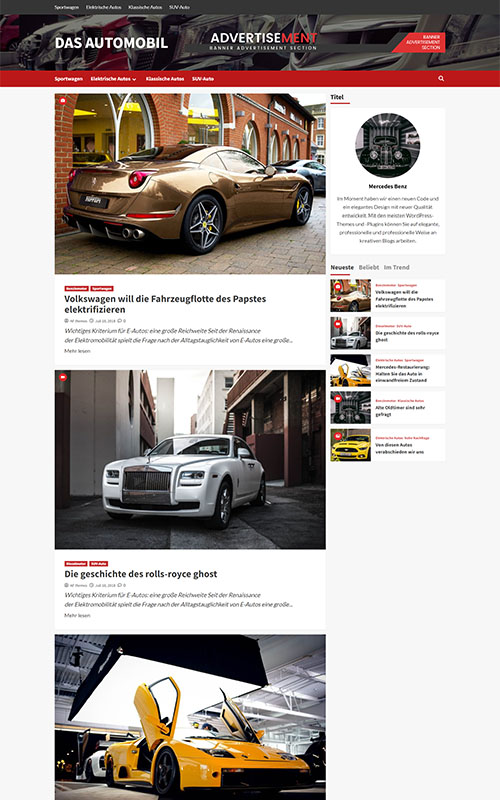 Sportwagen Elektrische Autos Klassische Autos SUV-Auto
DAS AUTOMOBIL
ADVERTISEMENT
BANNER ADVERTISEMENT SECTION
BANNER
ADVERTISEMENT
SECTION
Sportwagen Elektrische Autos Klassische Autos SUV-Auto
Benzinmotor Sportwagen
Volkswagen will die Fahrzeugflotte des Papstes
elektrifizieren
AF themes Juli 18, 2018 0
Wichtiges Kriterium für E-Autos: eine große Reichweite Seit der Renaissance
der Elektromobilität spielt die Frage nach der Alltagstauglichkeit von E-Autos eine große...
Mehr lesen
Dieselmotor SUV-Auto
Die geschichte des rolls-royce ghost
AF themes Juli 18, 2018 0
Wichtiges Kriterium für E-Autos: eine große Reichweite Seit der Renaissance
der Elektromobilität spielt die Frage nach der Alltagstauglichkeit von E-Autos eine große...
Mehr lesen
Titel
Mercedes Benz
Im Moment haben wir einen neuen Code und
ein elegantes Design mit neuer Qualität
entwickelt. Mit den meisten WordPress-
Themes und -Plugins können Sie auf elegante,
professionelle und professionelle Weise an
kreativen Blogs arbeiten.
Neueste Beliebt Im Trend
Benzinmotor Sportwagen
Volkswagen will die
Fahrzeugflotte des Papstes
elektrifizieren
Dieselmotor SUV-Auto
Die geschichte des rolls-royce
ghost
Elektrische Autos Sportwagen
Mercedes-Restaurierung:
Halten Sie das Auto in
einwandfreiem Zustand
Benzinmotor Klassische Autos
Alte Oldtimer sind sehr
gefragt
Elektrische Autos
Von diesen Autos
verabschieden wir uns